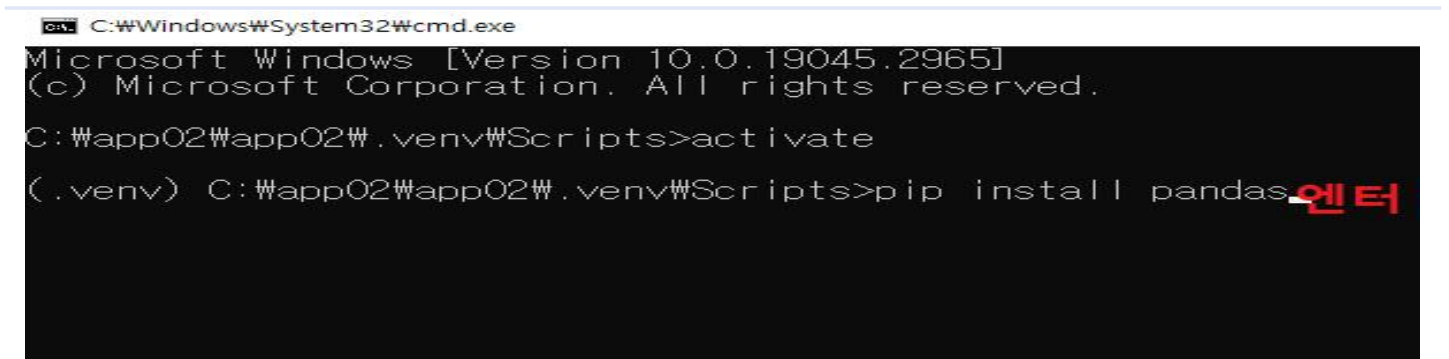 C:₩Windows₩System32₩cmd.exe
Microsoft Windows [Version 10.0.19045.2965]
(c) Microsoft Corporation. All rights reserved.
C:₩app02₩app02₩.venv₩Scripts>activate
(.venv) C:₩app02₩app02₩.venv₩Scripts>pip install pandas 엔터